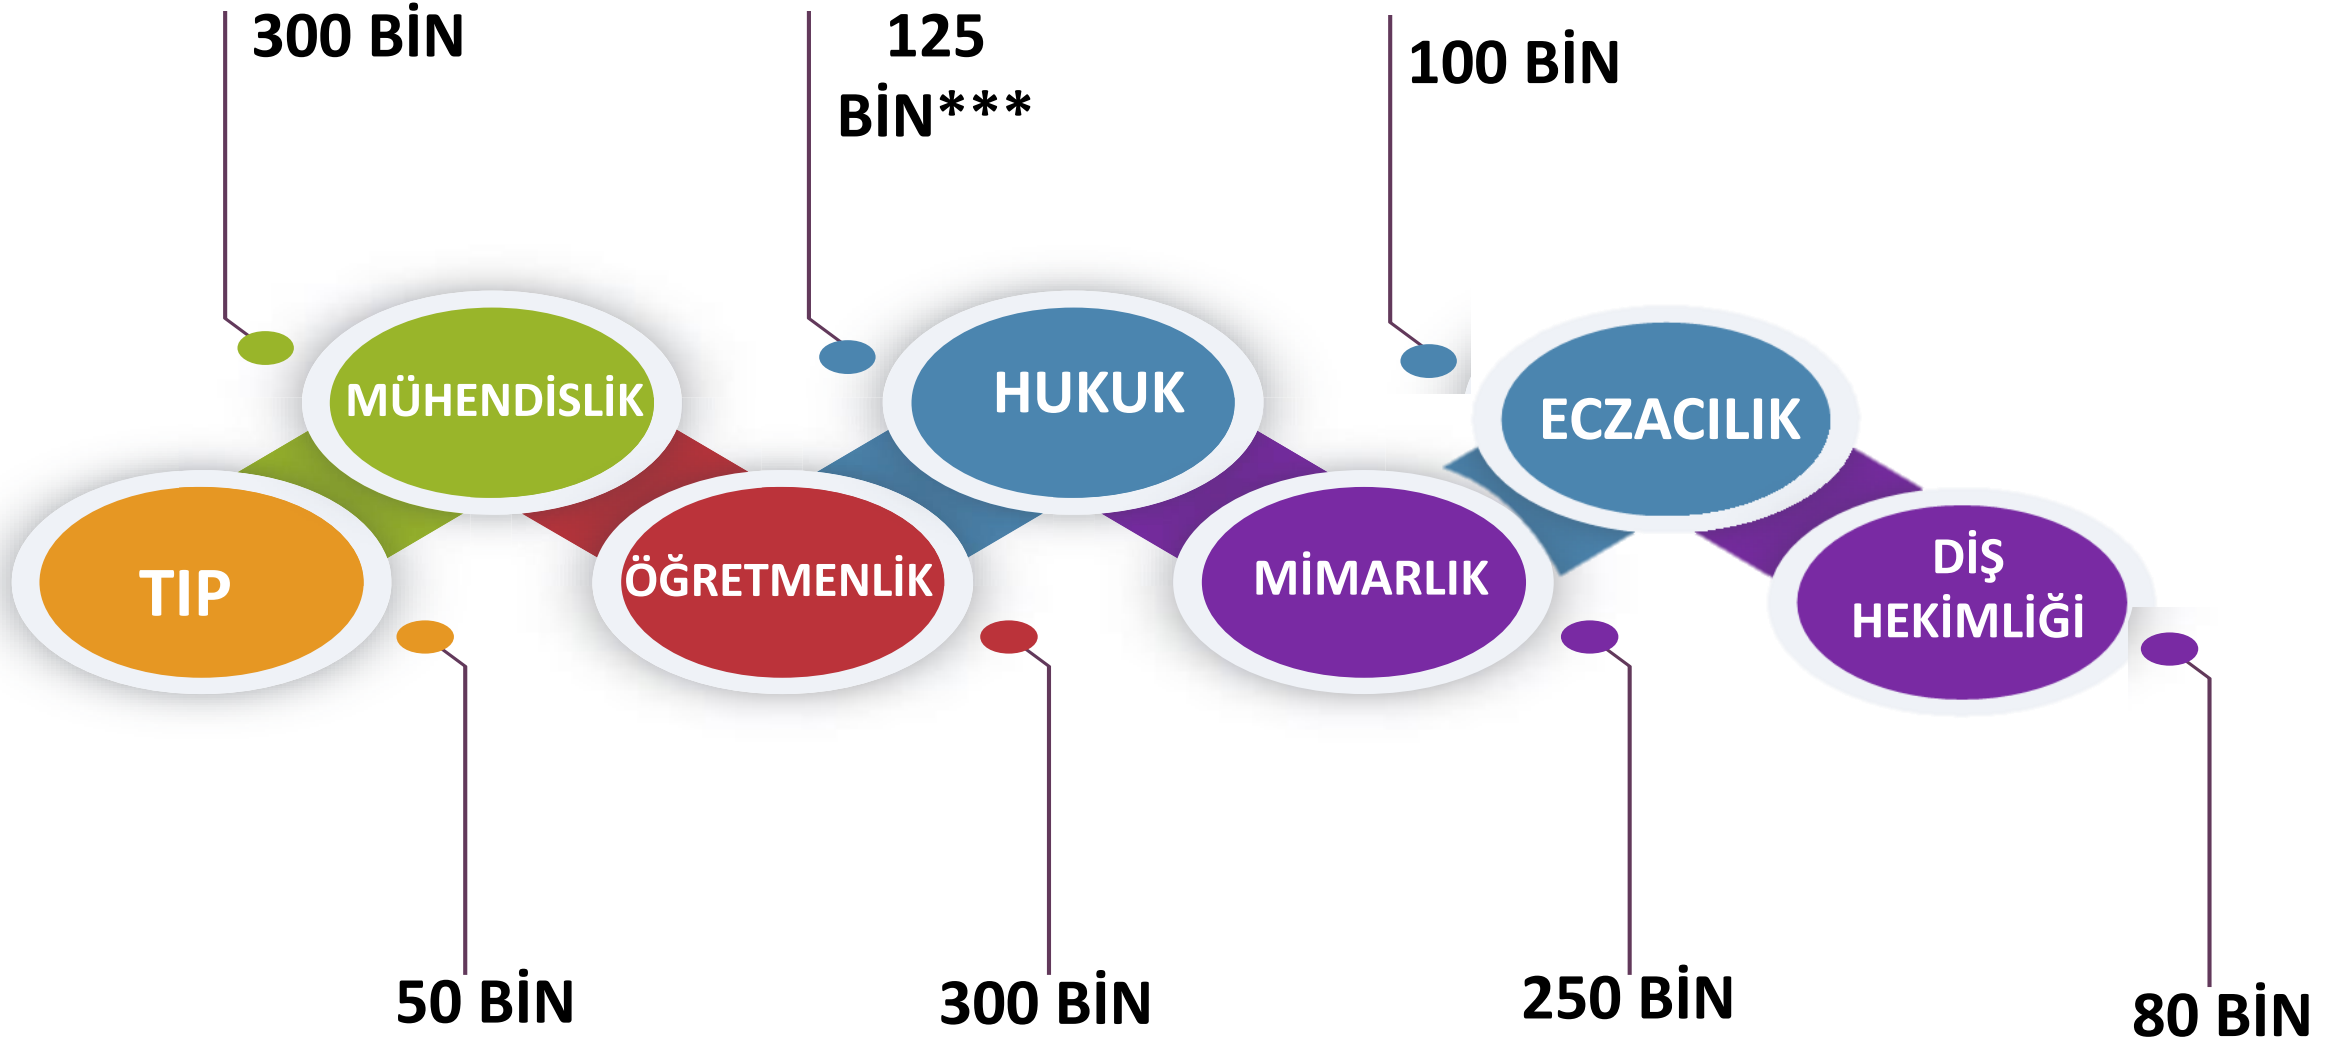 300 BİN
125
BİN***
100 BİN
MÜHENDİSLİK
HUKUK
ECZACILIK
TIP
ÖĞRETMENLİK
MİMARLIK
DİŞ
HEKİMLİĞİ
50 BİN
300 BİN
250 BİN
80 BİN